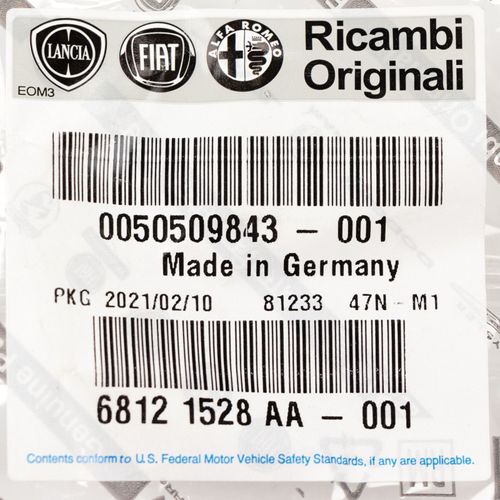 LANCIA FIAT ALFA ROMEO Ricambi
Originali
EOM3
0050509843 - 001
Made in Germany
PKG 2021/02/10 81233 47N - M1
6812 1528 AA - 001
Contents conform to U.S. Federal Motor Vehicle Safety Standards, if any are applicable.